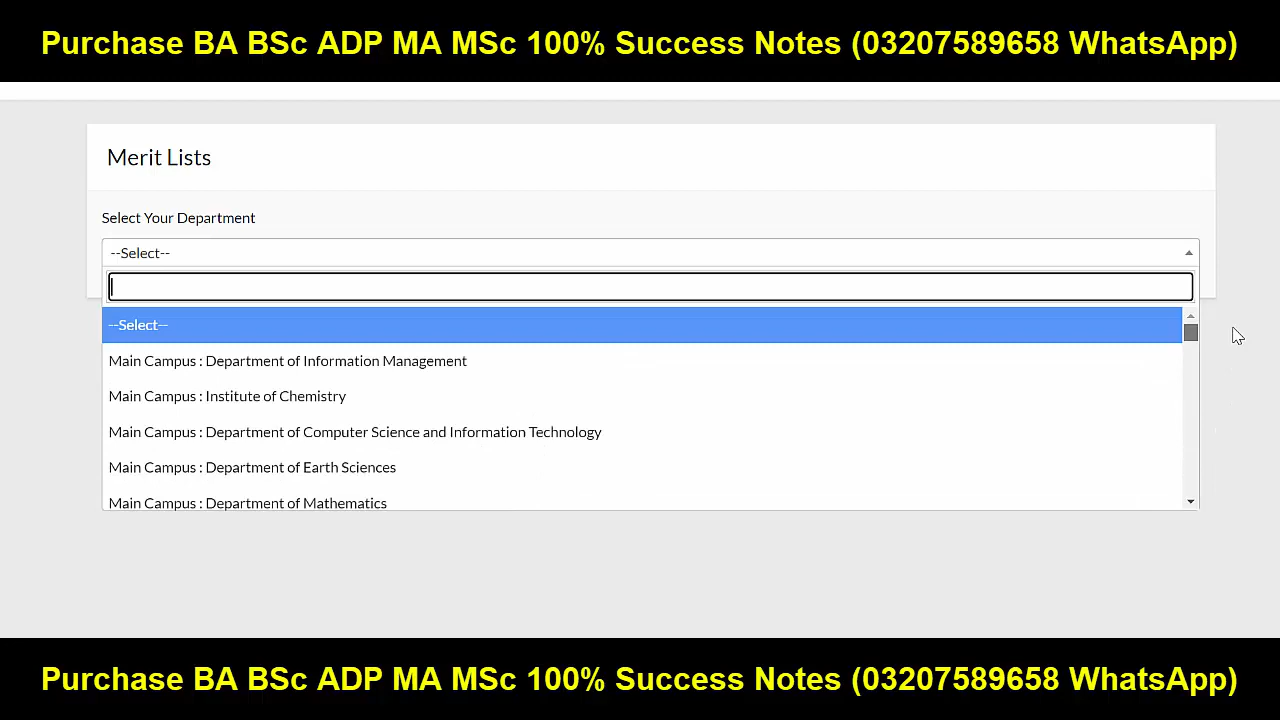 Purchase BA BSc ADP MA MSc 100% Success Notes (03207589658 WhatsApp)
Merit Lists
Select Your Department
--Select--
--Select--
Main Campus : Department of Information Management
Main Campus : Institute of Chemistry
Main Campus : Department of Computer Science and Information Technology
Main Campus : Department of Earth Sciences
Main Campus : Department of Mathematics
Purchase BA BSc ADP MA MSc 100% Success Notes (03207589658 WhatsApp)